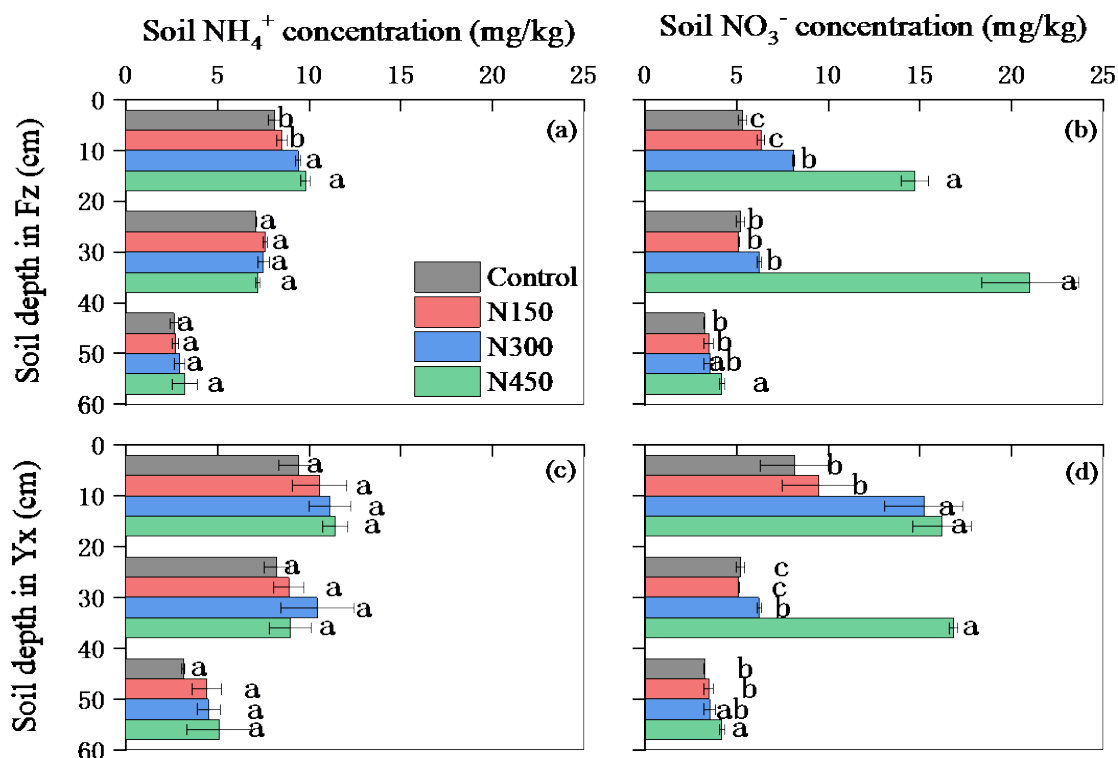 Soil NH₄⁺ concentration (mg/kg)
Soil NO₃⁻ concentration (mg/kg)
0 5 10 15 20 25
0 5 10 15 20 25
Soil depth in Fz (cm)
0
10
20
30
40
50
60
(a)
b
b
a
a
a
a
a
a
a
a
a
a
Control
N150
N300
N450
(b)
c
c
b
a
b
b
b
a
b
b
ab
a
Soil depth in Yx (cm)
0
10
20
30
40
50
60
(c)
a
a
a
a
a
a
a
a
a
a
a
a
(d)
b
b
a
a
c
c
b
a
b
b
ab
a